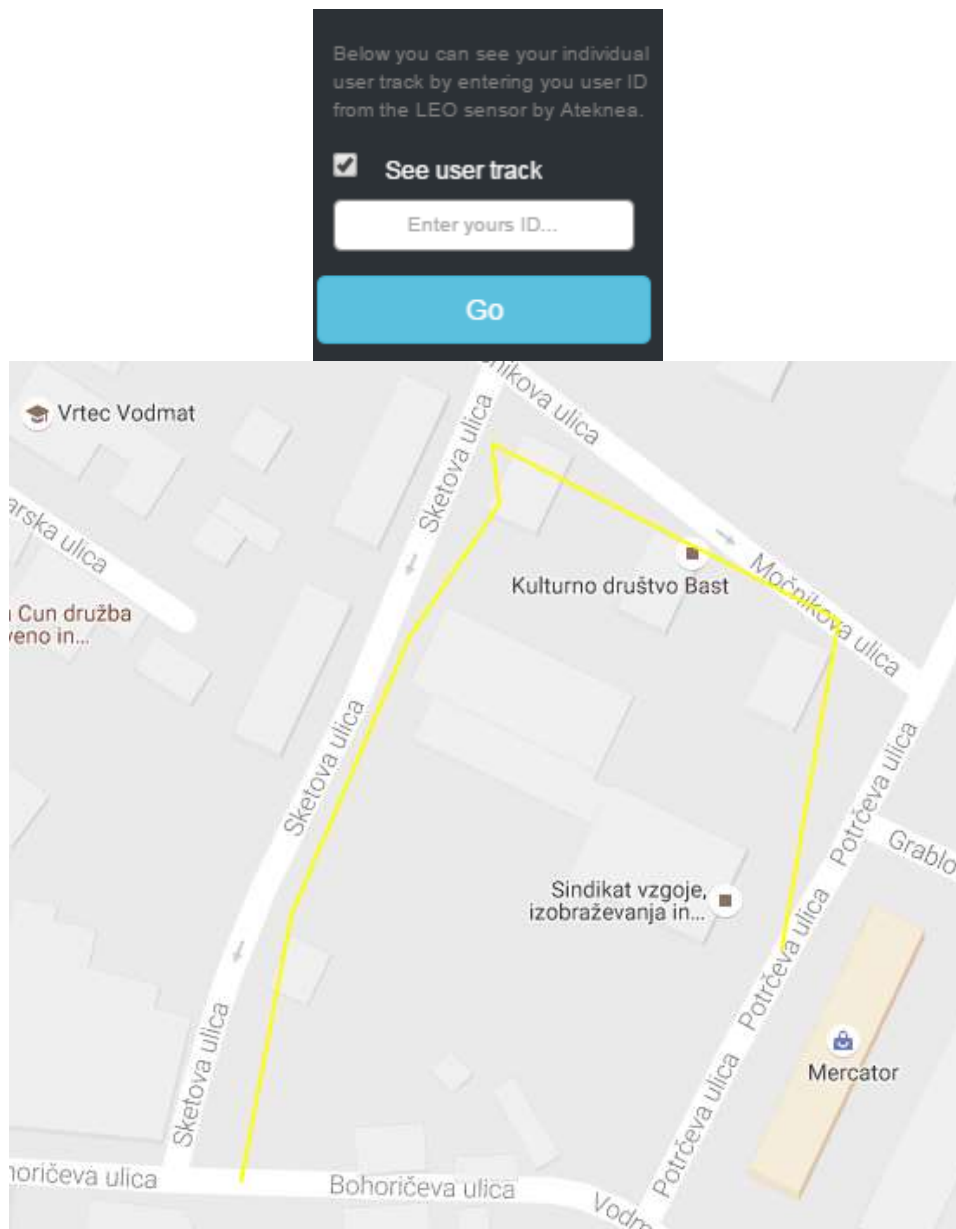 Below you can see your individual
user track by entering you user ID
from the LEO sensor by Ateknea.
See user track
Enter yours ID...
Go
nikova ulica
Vrtec Vodmat
Sketova ulica
arska ulica
Kulturno društvo Bast
Močnikova ulica
a Cun družba
veno in...
Sketova ulica
Potrčeva ulica
Grablo
Sindikat vzgoje,
izobraževanja in...
Potrčeva ulica
Sketova ulica
Mercator
Potrčeva ulica
horičeva ulica
Bohoričeva ulica
Vodm